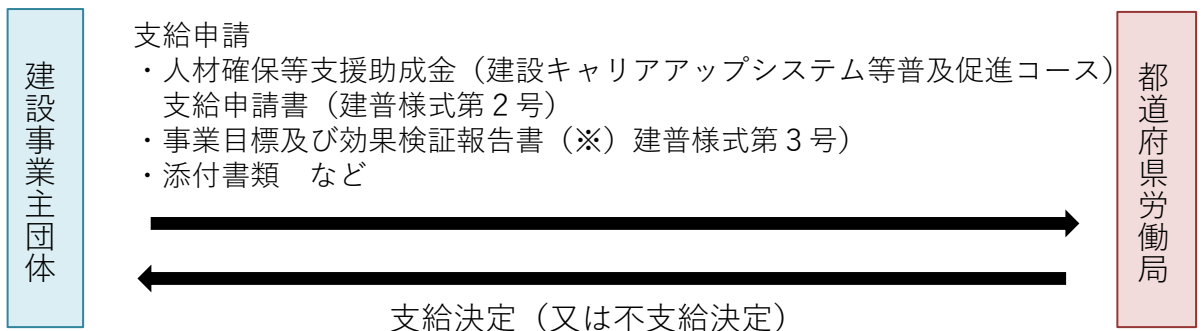 建設事業主団体
支給申請
・人材確保等支援助成金（建設キャリアアップシステム等普及促進コース）
支給申請書（建普様式第２号）
・事業目標及び効果検証報告書（※）建普様式第３号）
・添付書類　など
都道府県労働局
支給決定（又は不支給決定）